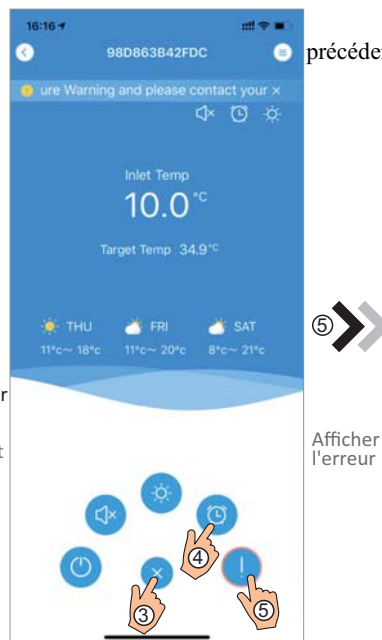 16:16
98D863B42FDC
ure Warning and please contact your ×
Inlet Temp
10.0 °C
Target Temp 34.9°C
THU
FRI
SAT
11°c~ 18°c
11°c~ 20°c
8°c~ 21°c
⑤
Afficher
l'erreur
④
③
⑤